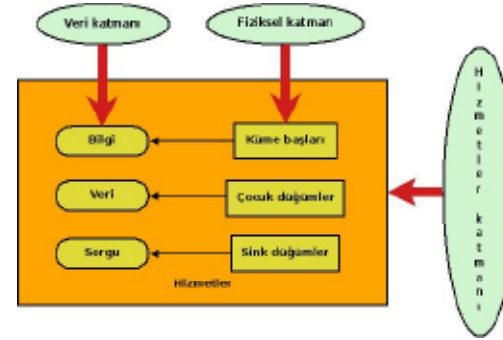 Veri katmanı
Fiziksel katman
Bilgi
Küme başları
Veri
Çocuk düğümler
Sorgu
Sink düğümler
Hizmetler
Hizmetler katmanı